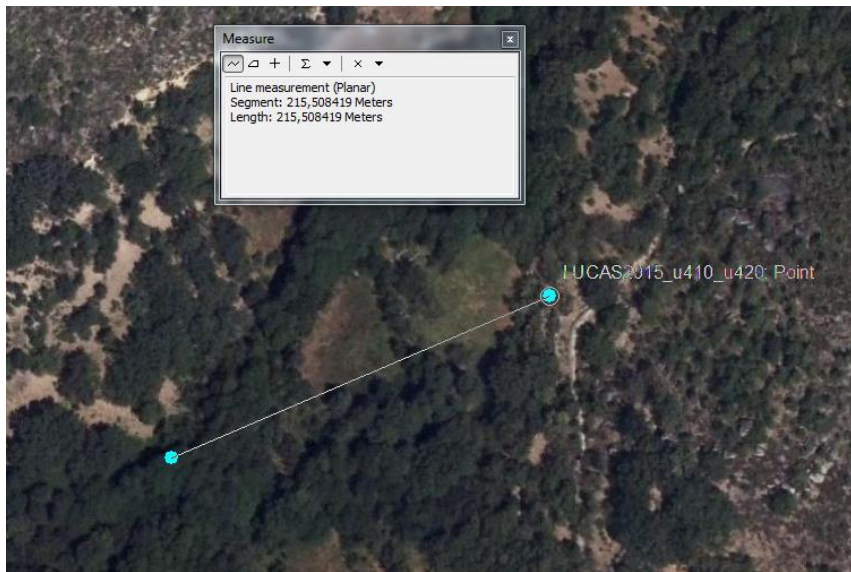 Measure
Line measurement (Planar)
Segment: 215,508419 Meters
Length: 215,508419 Meters
LUCAS2015_u410_u420: Point